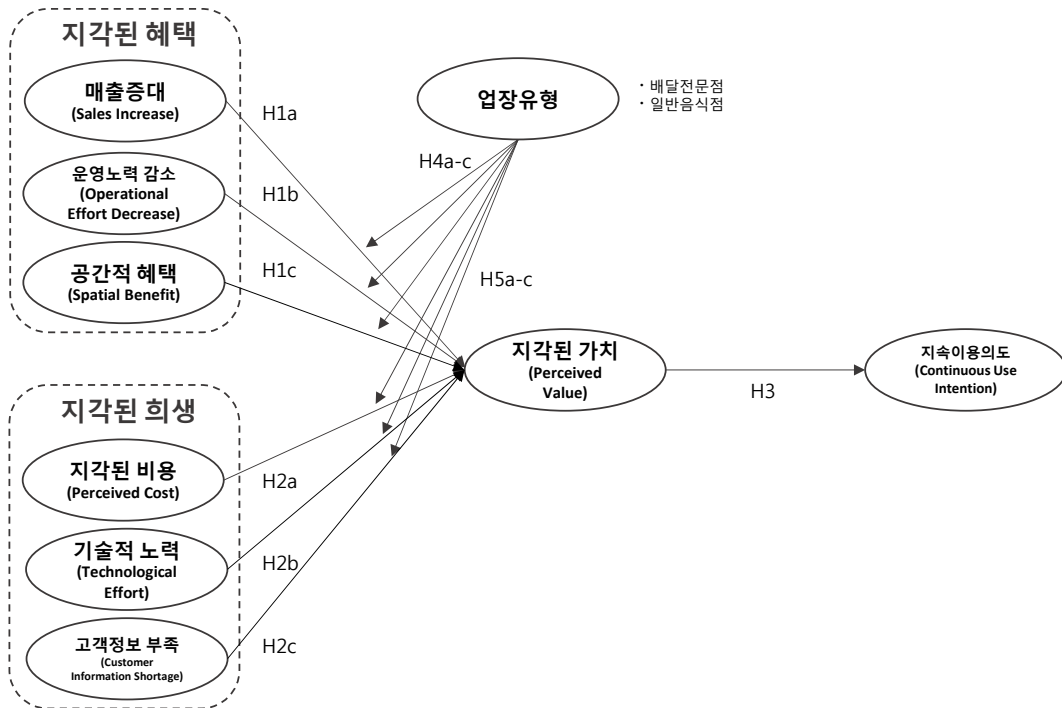 지각된 혜택
매출증대
(Sales Increase)
운영노력 감소
(Operational
Effort Decrease)
공간적 혜택
(Spatial Benefit)
H1a
H1b
H1c
업장유형
・배달전문점
・일반음식점
H4a-c
H5a-c
지각된 가치
(Perceived
Value)
H3
지속이용의도
(Continuous Use
Intention)
지각된 희생
지각된 비용
(Perceived Cost)
기술적 노력
(Technological
Effort)
고객정보 부족
(Customer
Information Shortage)
H2a
H2b
H2c